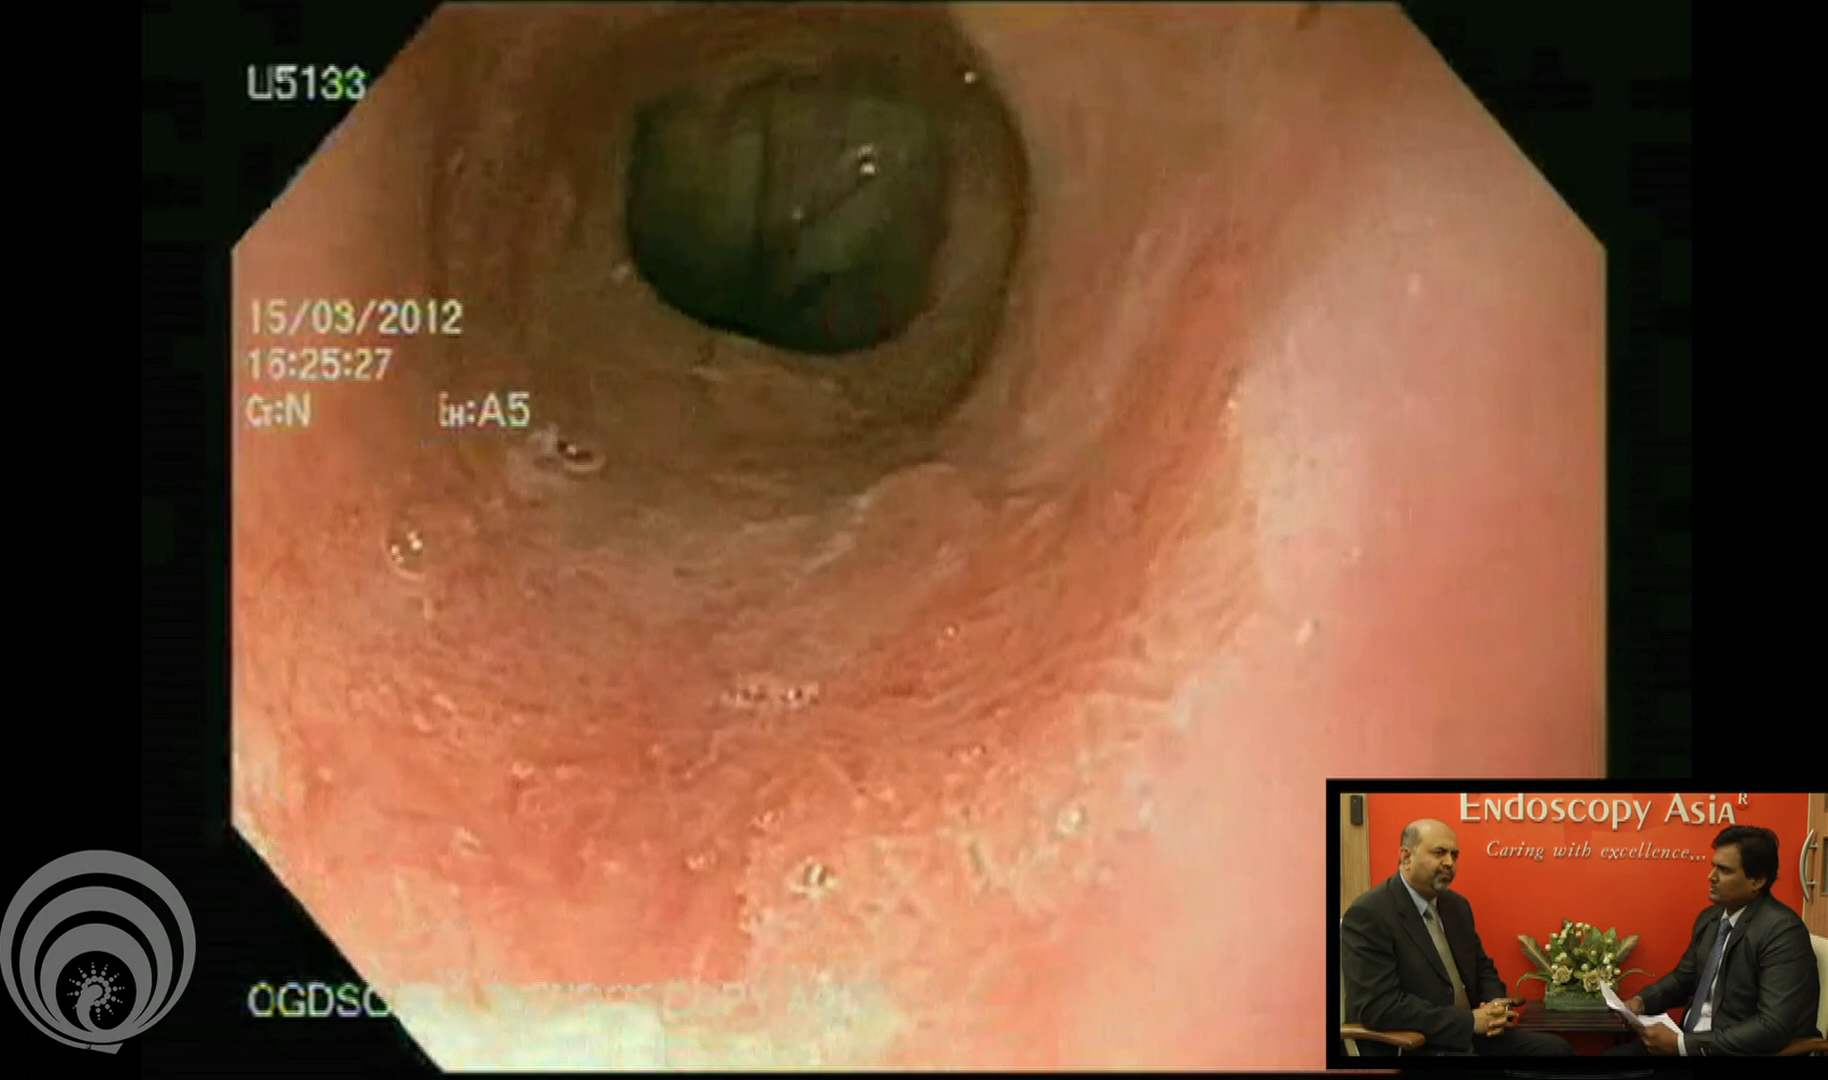 U5133
15/03/2012
16:25:27
Cr:N EH:A5
OGDSC
ENDOSCOPY ASIA R
Caring with excellence...